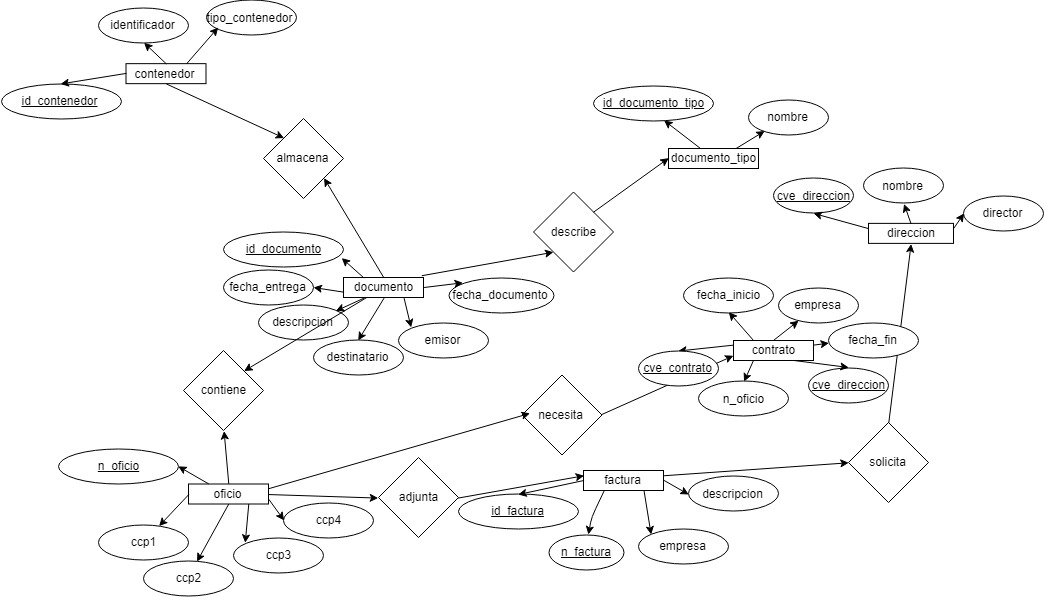 identificador
tipo_contenedor
contenedor
id_contenedor
almacena
id_documento_tipo
nombre
documento_tipo
cve_direccion
nombre
director
direccion
describe
id_documento
fecha_entrega
documento
fecha_documento
descripcion
destinatario
emisor
fecha_inicio
empresa
contrato
fecha_fin
cve_contrato
cve_direccion
n_oficio
contiene
necesita
n_oficio
oficio
adjunta
factura
solicita
descripcion
id_factura
ccp1
ccp4
ccp3
ccp2
n_factura
empresa